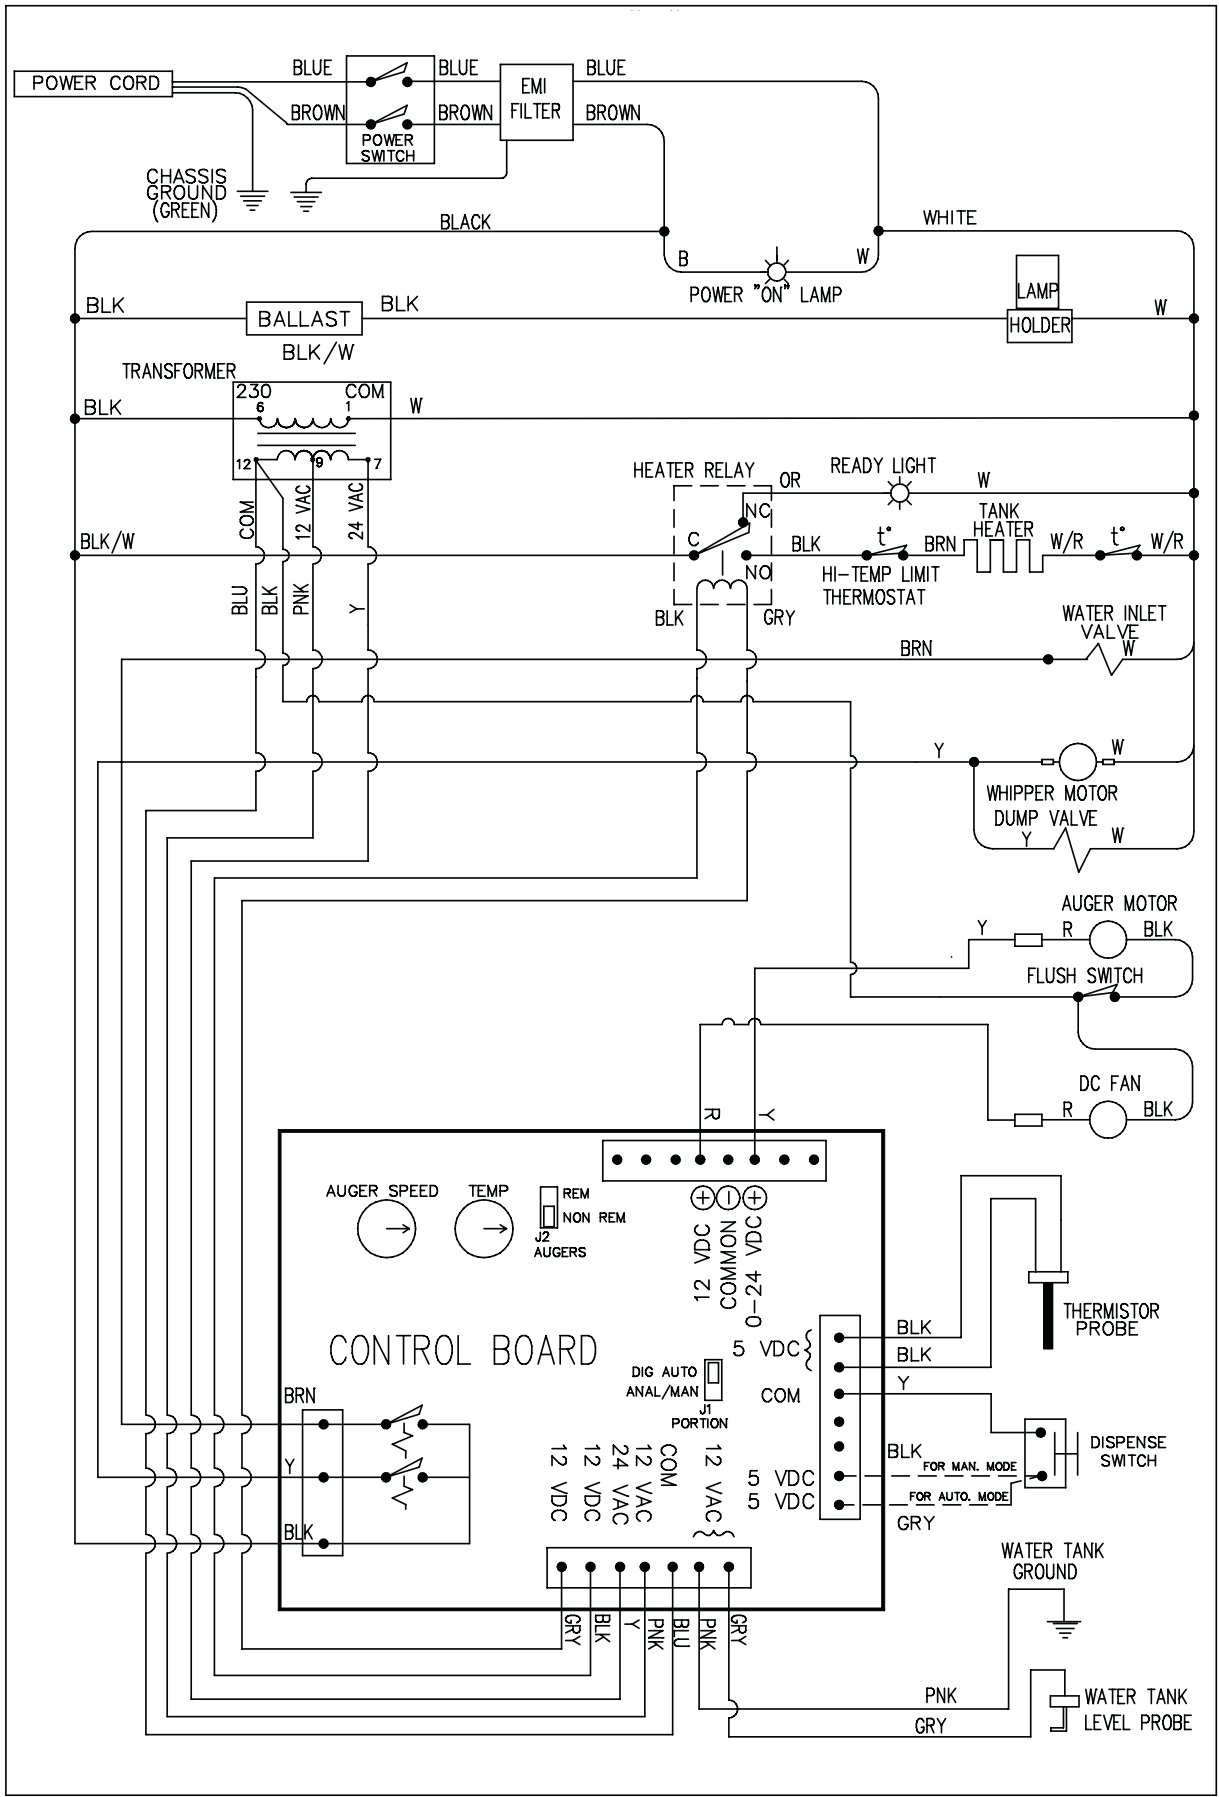 BLUE
BLUE
BLUE
POWER CORD
EMI
FILTER
BROWN
BROWN
BROWN
POWER
SWITCH
CHASSIS
GROUND
(GREEN)
BLACK
WHITE
B
W
POWER "ON" LAMP
LAMP
HOLDER
BLK
BALLAST
BLK
W
BLK/W
TRANSFORMER
230
COM
6
1
BLK
W
12
9
7
HEATER RELAY
READY LIGHT
OR
W
COM
12 VAC
24 VAC
NC
TANK
HEATER
BLK/W
C
BLK
t°
BRN
W/R
t°
W/R
NO
HI-TEMP LIMIT
THERMOSTAT
BLU
BLK
PNK
Y
BLK
GRY
WATER INLET
VALVE
W
BRN
Y
W
WHIPPER MOTOR
DUMP VALVE
Y
W
AUGER MOTOR
Y
R
BLK
FLUSH SWITCH
DC FAN
R
BLK
R
Y
AUGER SPEED
TEMP
REM
NON REM
J2
AUGERS
+
−
+
12 VDC
COMMON
0-24 VDC
THERMISTOR
PROBE
CONTROL BOARD
5 VDC
BLK
BLK
DIG AUTO
ANAL/MAN
J1
PORTION
COM
Y
BRN
Y
BLK
12 VDC
12 VDC
24 VAC
12 VAC
COM
12 VAC
5 VDC
5 VDC
BLK
FOR MAN. MODE
FOR AUTO. MODE
GRY
DISPENSE
SWITCH
WATER TANK
GROUND
GRY
BLK
Y
PNK
BLU
PNK
GRY
PNK
GRY
WATER TANK
LEVEL PROBE